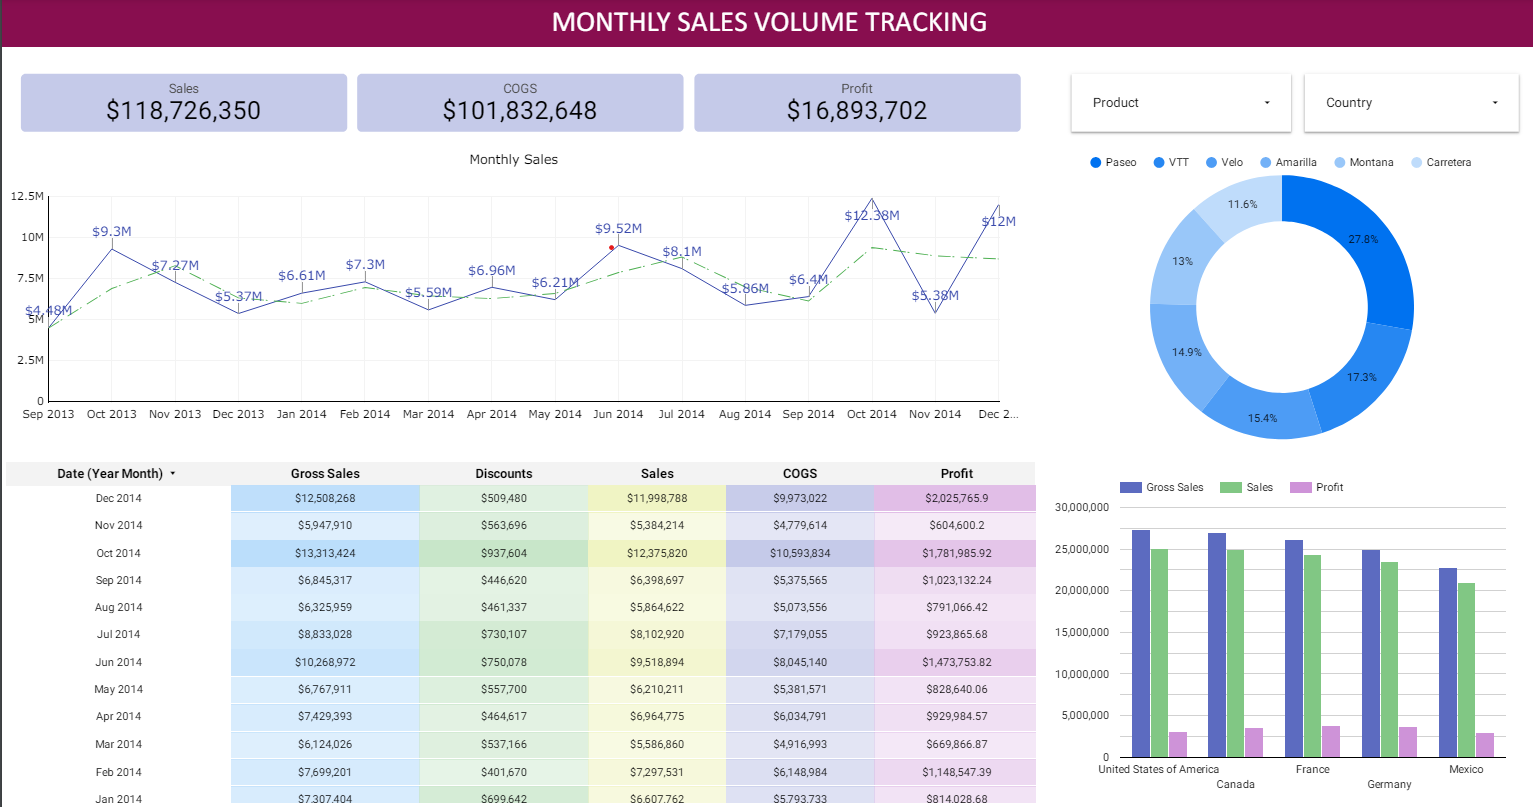 MONTHLY SALES VOLUME TRACKING
Sales
$118,726,350
COGS
$101,832,648
Profit
$16,893,702
Product
Country
Monthly Sales
12.5M
10M
7.5M
5M
2.5M
0
$4.48M
$9.3M
$7.27M
$5.37M
$6.61M
$7.3M
$5.59M
$6.96M
$6.21M
$9.52M
$8.1M
$5.86M
$6.4M
$12.38M
$5.38M
$12M
Sep 2013 Oct 2013 Nov 2013 Dec 2013 Jan 2014 Feb 2014 Mar 2014 Apr 2014 May 2014 Jun 2014 Jul 2014 Aug 2014 Sep 2014 Oct 2014 Nov 2014 Dec 2...
Paseo VTT Velo Amarilla Montana Carretera
27.8%
17.3%
15.4%
14.9%
13%
11.6%
Date (Year Month) Gross Sales Discounts Sales COGS Profit
Dec 2014 $12,508,268 $509,480 $11,998,788 $9,973,022 $2,025,765.9
Nov 2014 $5,947,910 $563,696 $5,384,214 $4,779,614 $604,600.2
Oct 2014 $13,313,424 $937,604 $12,375,820 $10,593,834 $1,781,985.92
Sep 2014 $6,845,317 $446,620 $6,398,697 $5,375,565 $1,023,132.24
Aug 2014 $6,325,959 $461,337 $5,864,622 $5,073,556 $791,066.42
Jul 2014 $8,833,028 $730,107 $8,102,920 $7,179,055 $923,865.68
Jun 2014 $10,268,972 $750,078 $9,518,894 $8,045,140 $1,473,753.82
May 2014 $6,767,911 $557,700 $6,210,211 $5,381,571 $828,640.06
Apr 2014 $7,429,393 $464,617 $6,964,775 $6,034,791 $929,984.57
Mar 2014 $6,124,026 $537,166 $5,586,860 $4,916,993 $669,866.87
Feb 2014 $7,699,201 $401,670 $7,297,531 $6,148,984 $1,148,547.39
Jan 2014 $7,307,404 $699,642 $6,607,762 $5,793,733 $814,028.68
Gross Sales Sales Profit
30,000,000
25,000,000
20,000,000
15,000,000
10,000,000
5,000,000
0
United States of America
Canada
France
Germany
Mexico